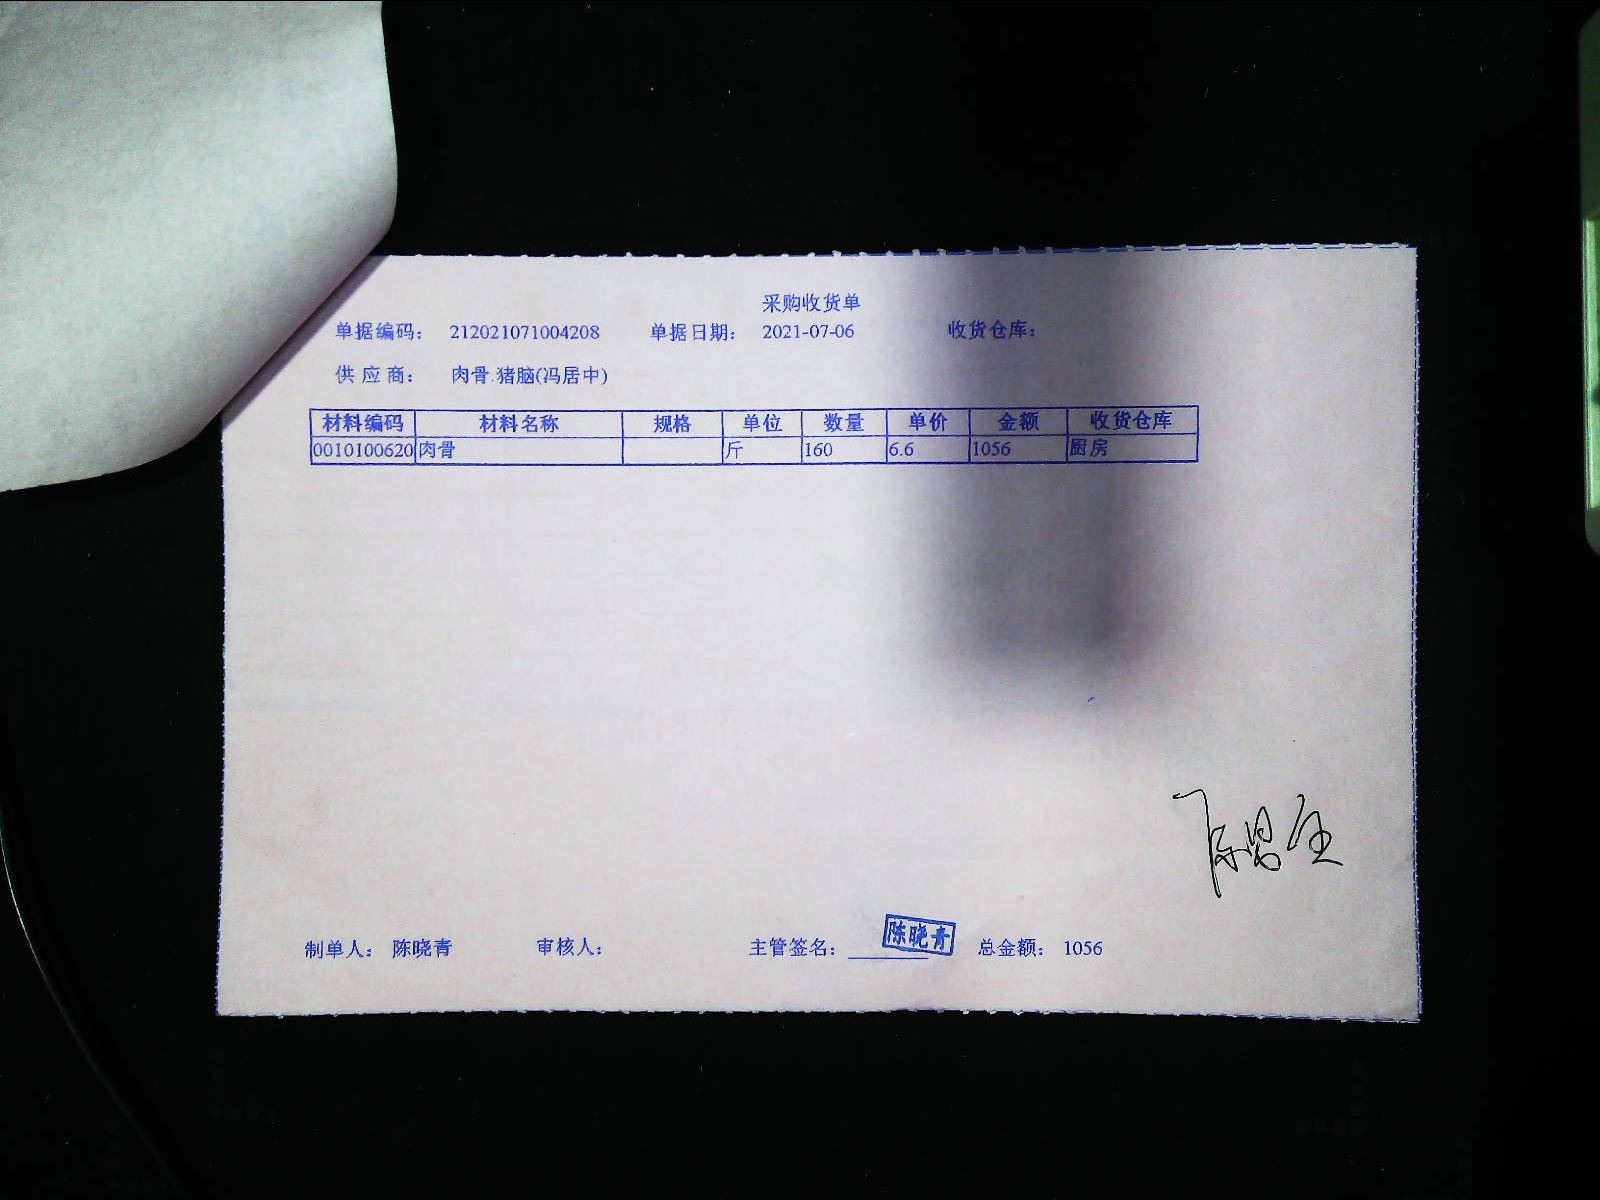 采购收货单
单据编码： 212021071004208 单据日期： 2021-07-06 收货仓库：
供应商： 肉骨.猪脑(冯居中)
材料编码 材料名称 规格 单位 数量 单价 金额 收货仓库
0010100620 肉骨 斤 160 6.6 1056 厨房
制单人： 陈晓青 审核人： 主管签名： 陈晓青 总金额： 1056